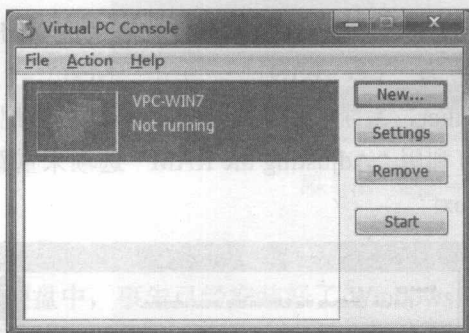 Virtual PC Console
File Action Help
VPC-WIN7
Not running
New...
Settings
Remove
Start